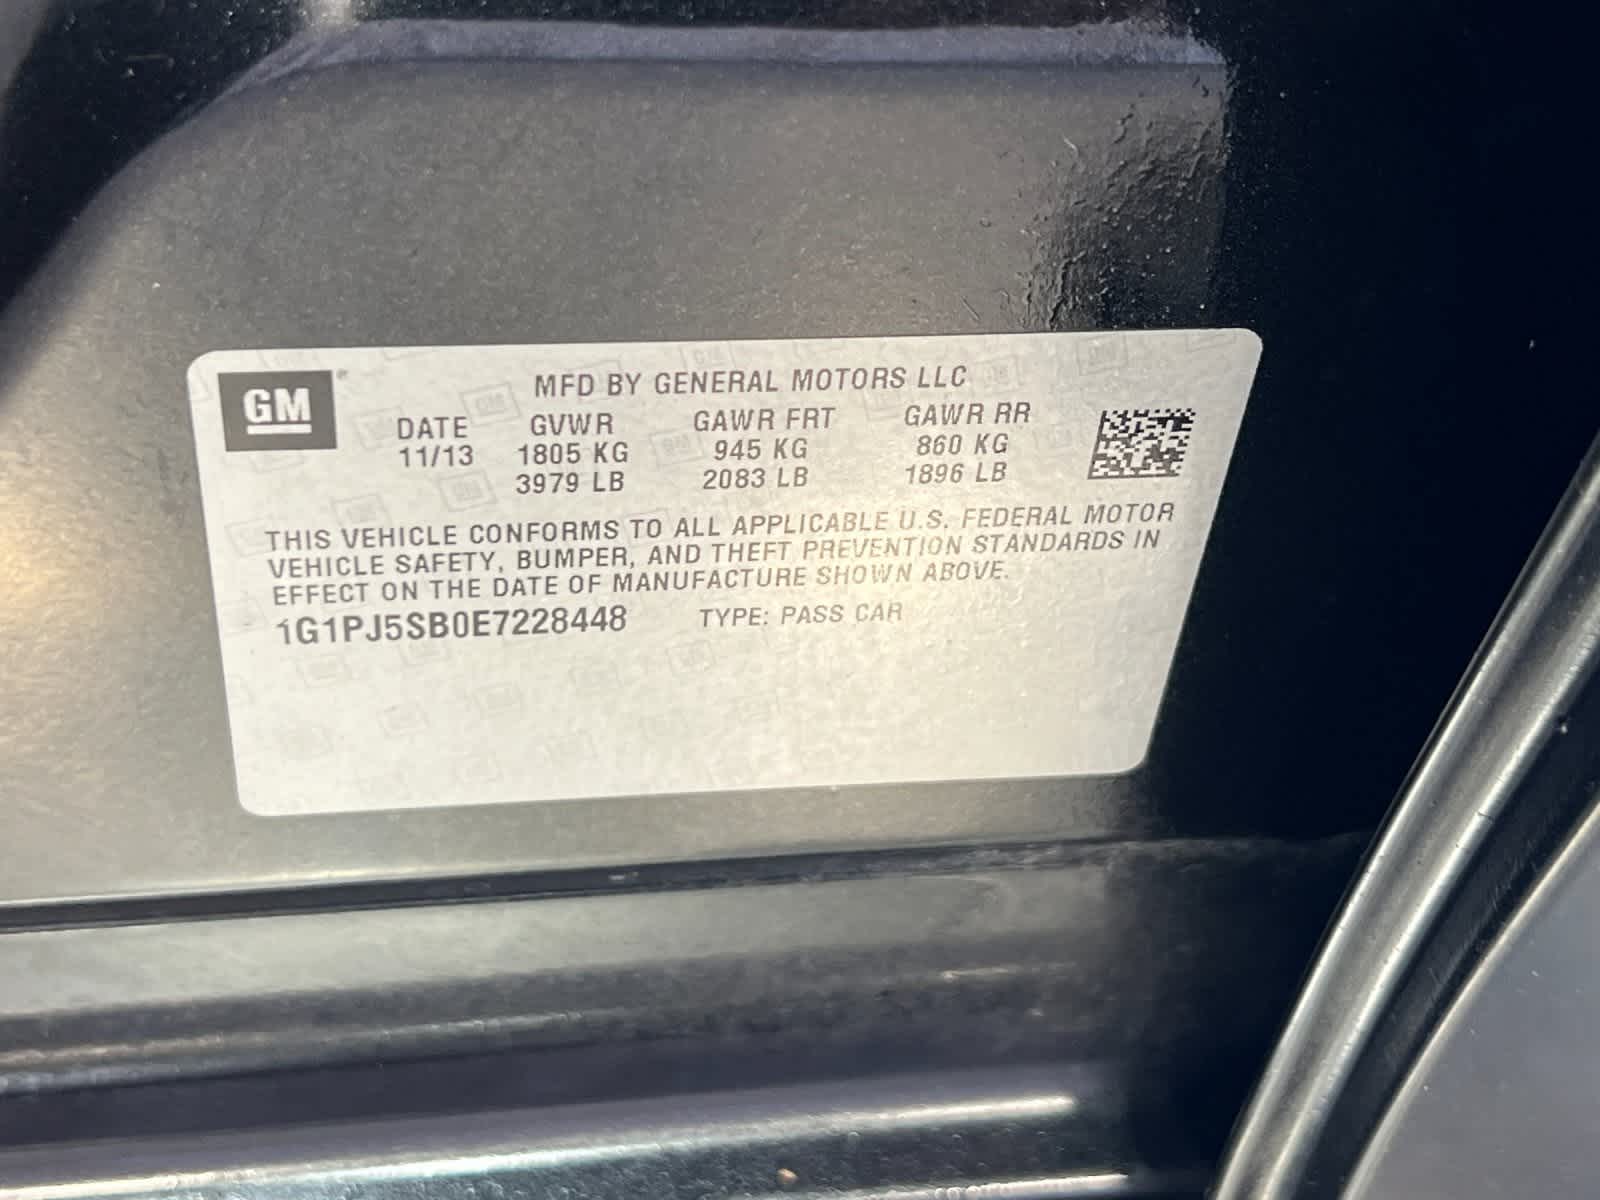 GM
MFD BY GENERAL MOTORS LLC
DATE GVWR GAWR FRT GAWR RR
11/13 1805 KG 945 KG 860 KG
3979 LB 2083 LB 1896 LB
THIS VEHICLE CONFORMS TO ALL APPLICABLE U.S. FEDERAL MOTOR
VEHICLE SAFETY, BUMPER, AND THEFT PREVENTION STANDARDS IN
EFFECT ON THE DATE OF MANUFACTURE SHOWN ABOVE.
1G1PJ5SB0E7228448 TYPE: PASS CAR